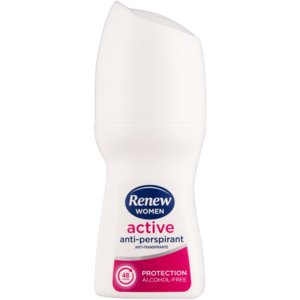 Renew
WOMEN
active
anti-perspirant
ANTI-TRANSPIRANTE
48
PROTECTION
ALCOHOL-FREE